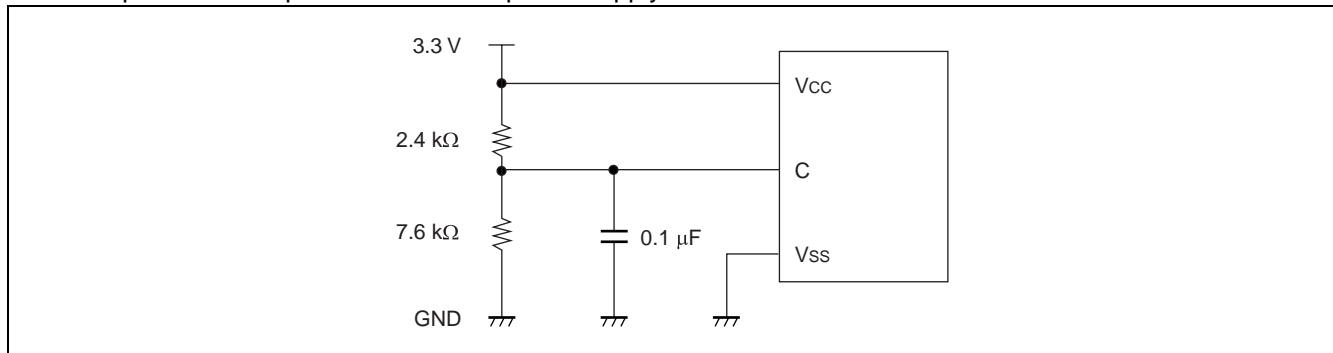 3.3 V
VCC
2.4 kΩ
C
7.6 kΩ
0.1 μF
VSS
GND